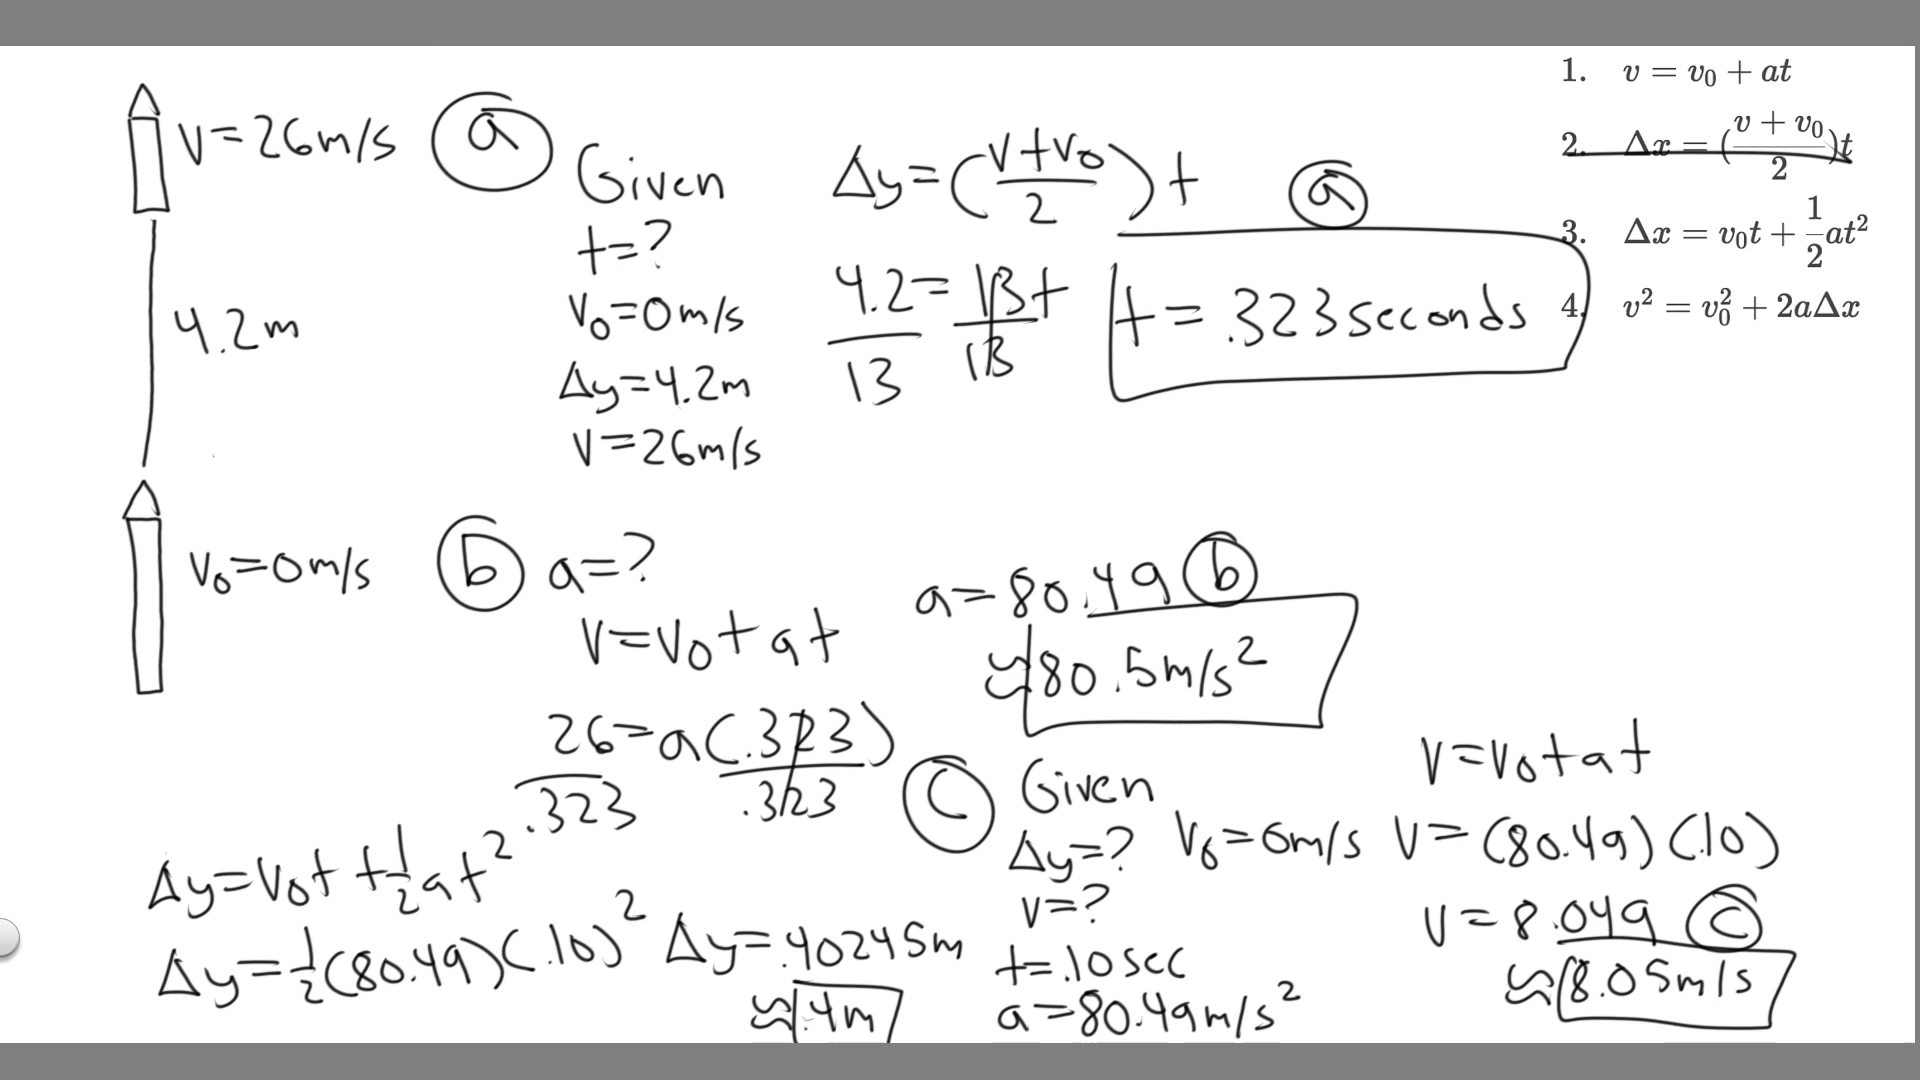 v=26m/s
4.2m
v₀=0m/s
ⓐ
Given
t=?
v₀=0m/s
Δy=4.2m
v=26m/s
Δy=(v+v₀/2)t
4.2/13=13t/13
ⓐ
t=.323seconds
1. v = v₀ + at
2. Δx = (v + v₀/2)t
3. Δx = v₀t + 1/2at²
4. v² = v₀² + 2aΔx
ⓑ a=?
v=v₀+at
26/.323=a(.323)/.323
a=80.49 ⓑ
≈80.5m/s²
ⓒ Given
Δy=? v₀=0m/s
v=?
t=.10sec
a=80.49m/s²
v=v₀+at
v=(80.49)(.10)
v=8.049 ⓒ
≈8.05m/s
Δy=v₀t+1/2at²
Δy=1/2(80.49)(.10)² Δy=.40245m
≈.4m